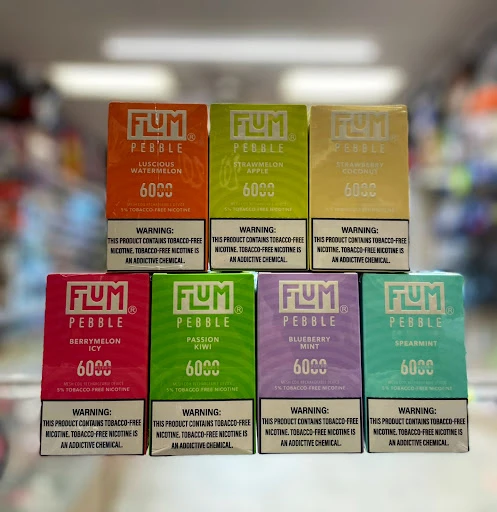 FLUM®
PEBBLE
LUSCIOUS
WATERMELON
6000
5% TOBACCO-FREE NICOTINE
WARNING:
THIS PRODUCT CONTAINS TOBACCO-FREE
NICOTINE. TOBACCO-FREE NICOTINE IS
AN ADDICTIVE CHEMICAL.
FLUM®
PEBBLE
STRAWMELON
APPLE
6000
5% TOBACCO-FREE NICOTINE
WARNING:
THIS PRODUCT CONTAINS TOBACCO-FREE
NICOTINE. TOBACCO-FREE NICOTINE IS
AN ADDICTIVE CHEMICAL.
FLUM®
PEBBLE
STRAWBERRY
COCONUT
6000
5% TOBACCO-FREE NICOTINE
WARNING:
THIS PRODUCT CONTAINS TOBACCO-FREE
NICOTINE. TOBACCO-FREE NICOTINE IS
AN ADDICTIVE CHEMICAL.
FLUM®
PEBBLE
BERRYMELON
ICY
6000
5% TOBACCO-FREE NICOTINE
WARNING:
THIS PRODUCT CONTAINS TOBACCO-FREE
NICOTINE. TOBACCO-FREE NICOTINE IS
AN ADDICTIVE CHEMICAL.
FLUM®
PEBBLE
PASSION
KIWI
6000
5% TOBACCO-FREE NICOTINE
WARNING:
THIS PRODUCT CONTAINS TOBACCO-FREE
NICOTINE. TOBACCO-FREE NICOTINE IS
AN ADDICTIVE CHEMICAL.
FLUM®
PEBBLE
BLUEBERRY
MINT
6000
5% TOBACCO-FREE NICOTINE
WARNING:
THIS PRODUCT CONTAINS TOBACCO-FREE
NICOTINE. TOBACCO-FREE NICOTINE IS
AN ADDICTIVE CHEMICAL.
FLUM®
PEBBLE
SPEARMINT
6000
5% TOBACCO-FREE NICOTINE
WARNING:
THIS PRODUCT CONTAINS TOBACCO-FREE
NICOTINE. TOBACCO-FREE NICOTINE IS
AN ADDICTIVE CHEMICAL.